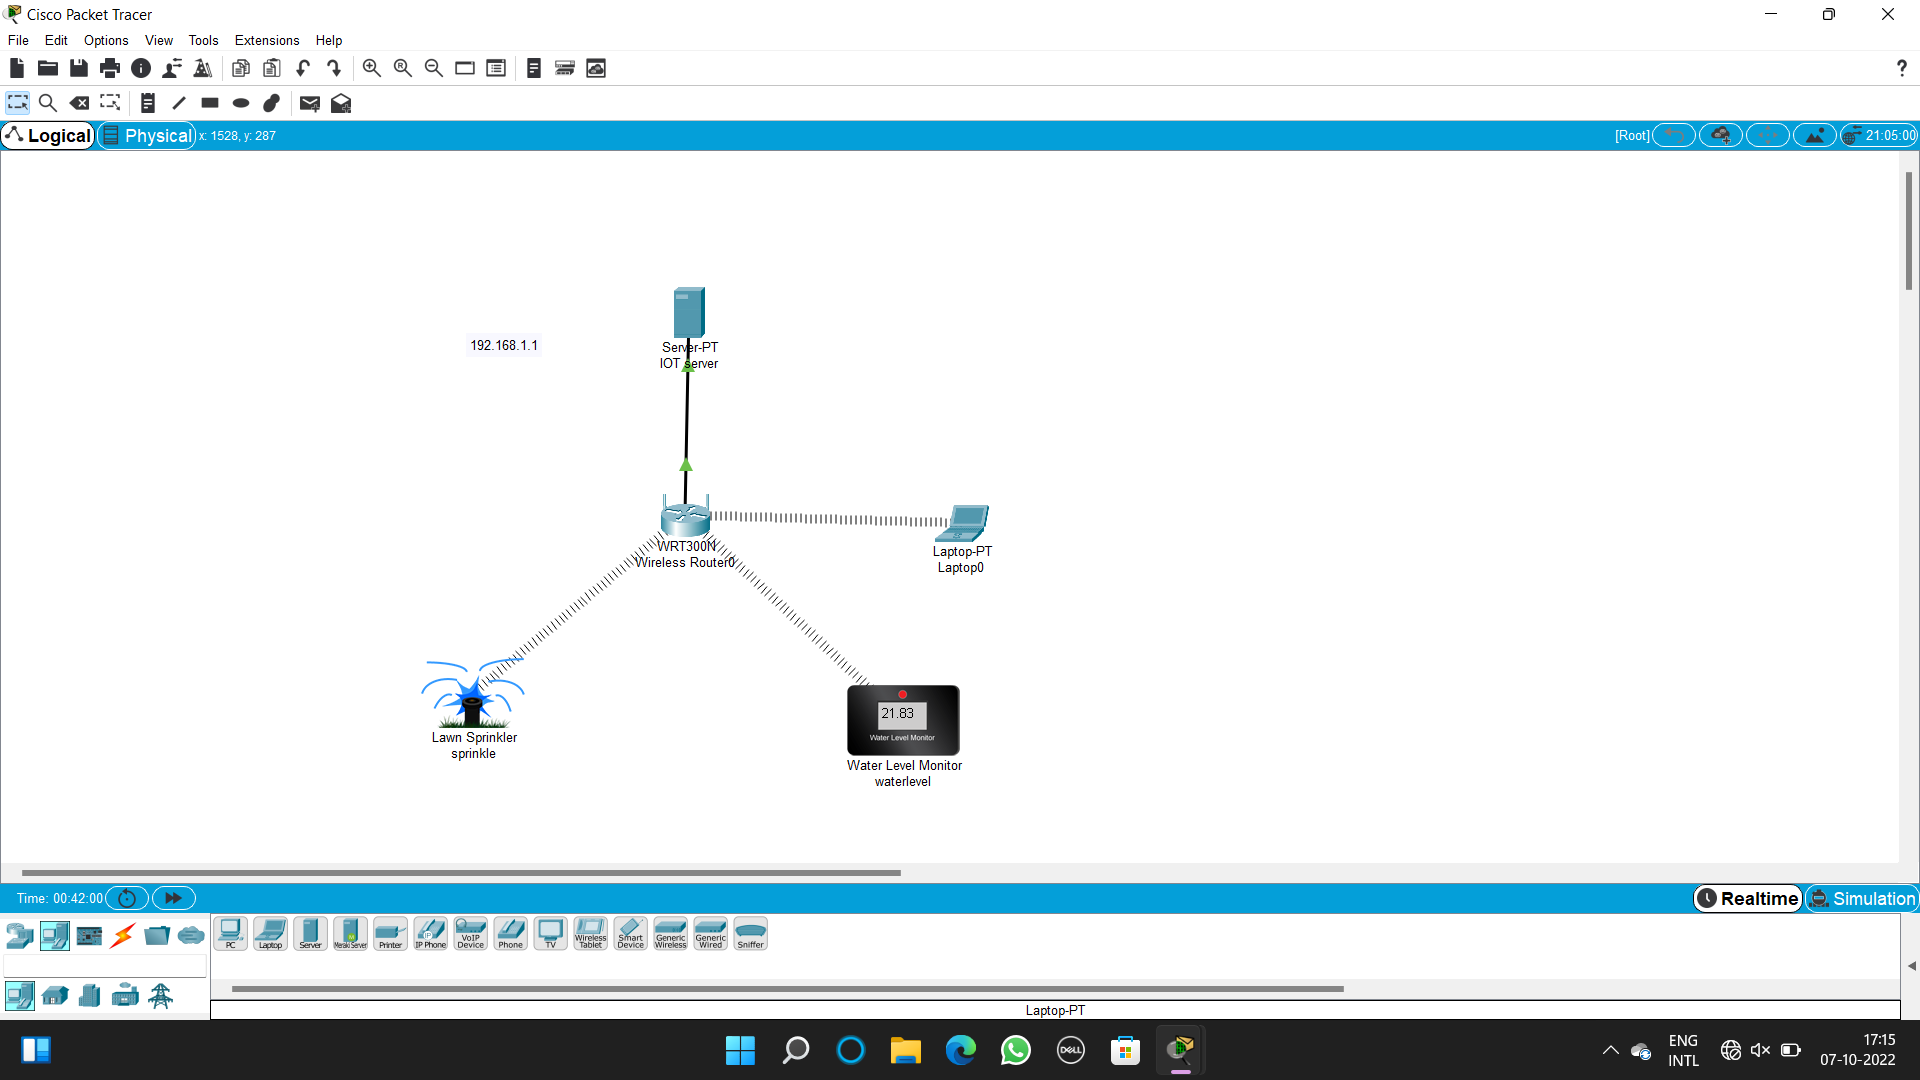 Cisco Packet Tracer
File Edit Options View Tools Extensions Help
?
Logical Physical x: 1528, y: 287 [Root] 21:05:00
192.168.1.1
Server-PT
IOT server
WRT300N
Wireless Router0
Laptop-PT
Laptop0
Lawn Sprinkler
sprinkle
21.83
Water Level Monitor
Water Level Monitor
waterlevel
Time: 00:42:00 Realtime Simulation
PC Laptop Server Meraki Server Printer IP Phone VoIP Device Phone TV Wireless Tablet Smart Device Generic Wireless Generic Wired Sniffer
Laptop-PT
DELL
ENG
INTL
17:15
07-10-2022